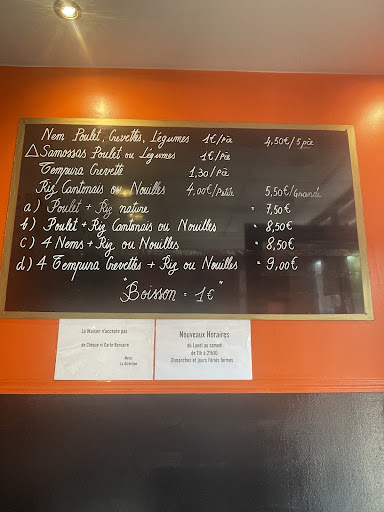 Nem Poulet, Crevettes, Légumes 1€/Pce 4,50€/5 pce
△ Samossas Poulet ou Légumes 1€/Pce
Tempura Crevette 1,30/Pce
Riz Cantonais ou Nouilles 4,00€/Petite 5,50€/Grande
a) Poulet + Riz nature = 7,50€
b) Poulet + Riz Cantonais ou Nouilles = 8,50€
c) 4 Nems + Riz ou Nouilles = 8,50€
d) 4 Tempura Crevettes + Riz ou Nouilles = 9,00€
"Boisson = 1€"
La Maison n'accepte pas
de Chèque ni Carte Bancaire
Merci
La Direction
Nouveaux Horaires
du Lundi au samedi
de 11h à 21h30
Dimanches et jours fériés fermés